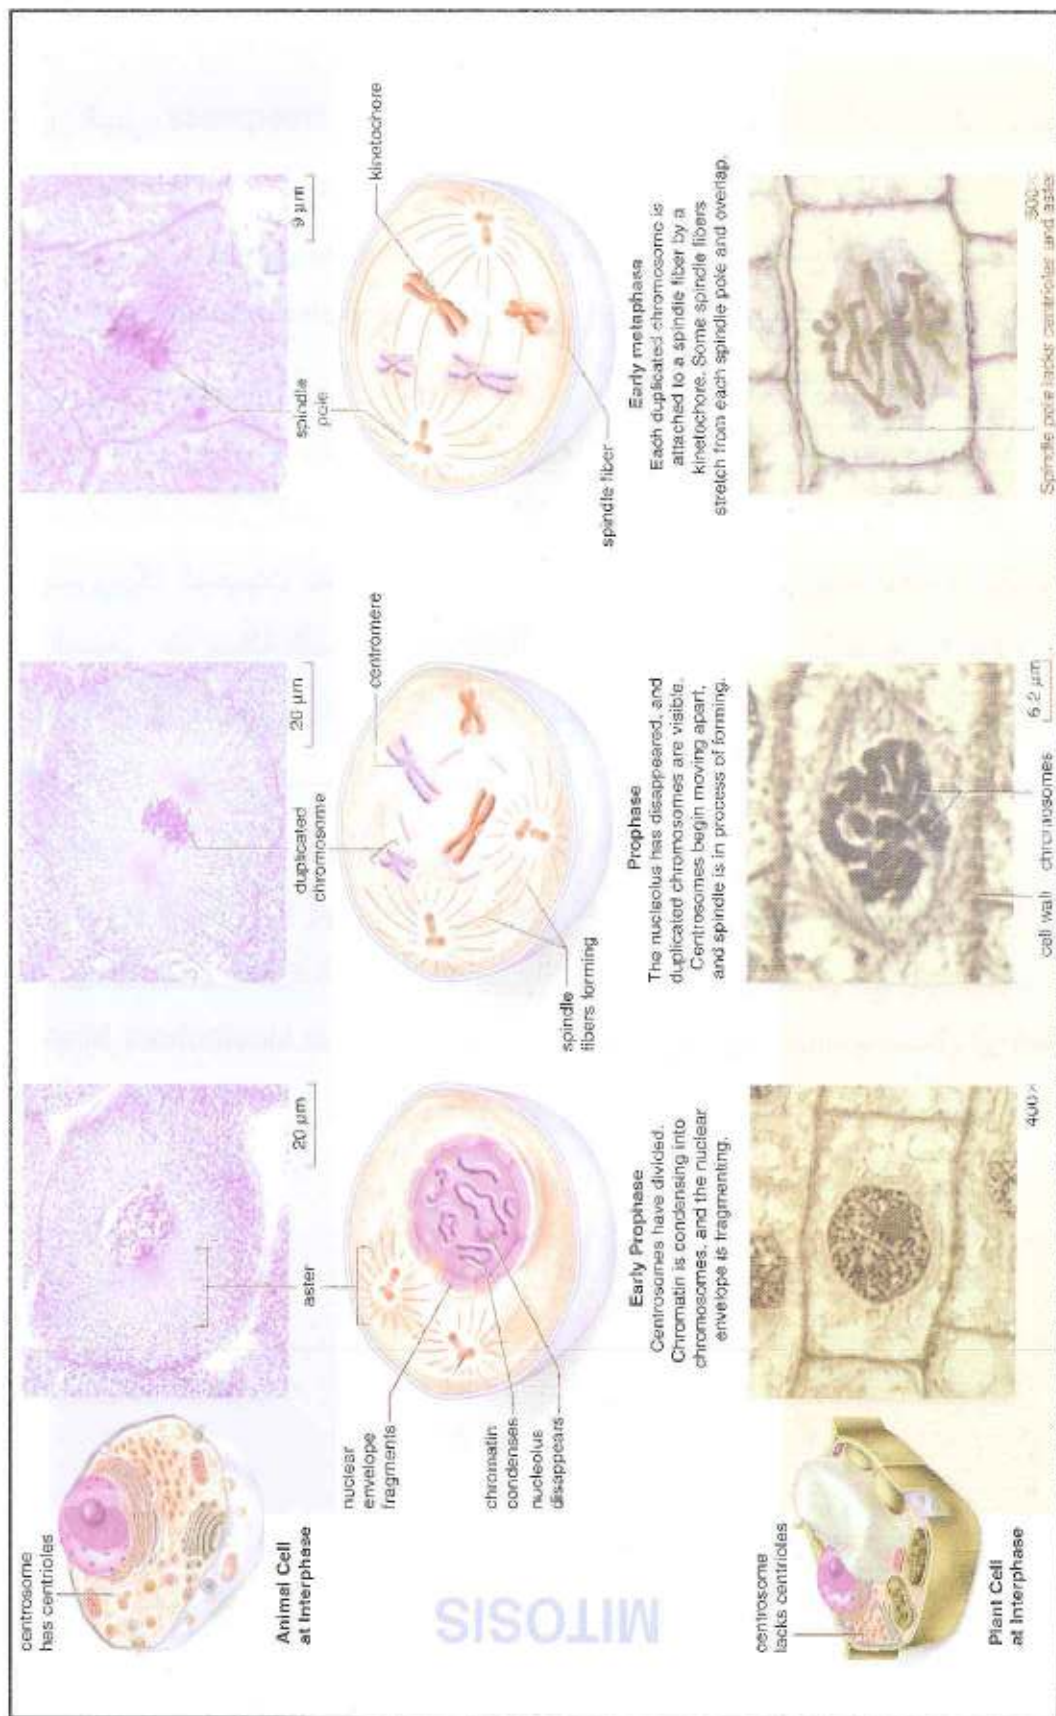 centrosome
has centrioles
Animal Cell
at Interphase
aster
20 µm
duplicated
chromosome
20 µm
spindle
pole
9 µm
MITOSIS
nuclear
envelope
fragments
chromatin
condenses
nucleolus
disappears
spindle
fibers forming
centromere
spindle fiber
kinetochore
Early Prophase
Centrosomes have divided.
Chromatin is condensing into
chromosomes, and the nuclear
envelope is fragmenting.
Prophase
The nucleolus has disappeared, and
duplicated chromosomes are visible.
Centrosomes begin moving apart,
and spindle is in process of forming.
Early metaphase
Each duplicated chromosome is
attached to a spindle fiber by a
kinetochore. Some spindle fibers
stretch from each spindle pole and overlap.
centrosome
lacks centrioles
Plant Cell
at Interphase
400×
cell wall
chromosomes
6.2 µm
500×
Spindle pole lacks centrioles and aster